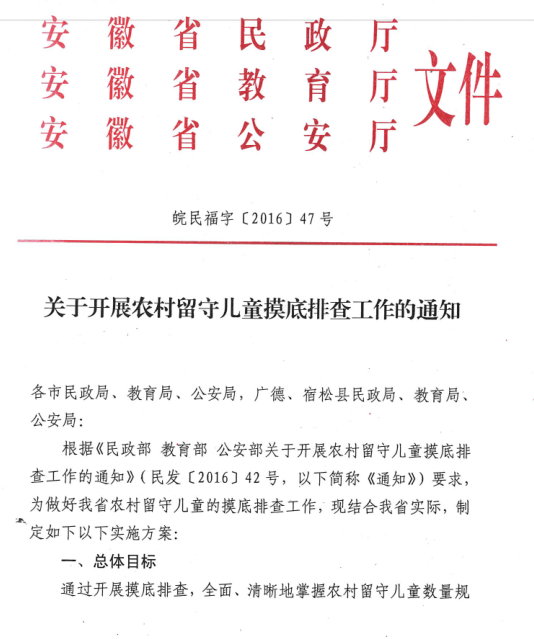 安徽省民政厅
安徽省教育厅
安徽省公安厅
文件
皖民福字〔2016〕47号
关于开展农村留守儿童摸底排查工作的通知
各市民政局、教育局、公安局，广德、宿松县民政局、教育局、
公安局：
根据《民政部 教育部 公安部关于开展农村留守儿童摸底排
查工作的通知》（民发〔2016〕42号，以下简称《通知》）要求，
为做好我省农村留守儿童的摸底排查工作，现结合我省实际，制
定如下以下实施方案：
一、总体目标
通过开展摸底排查，全面、清晰地掌握农村留守儿童数量规